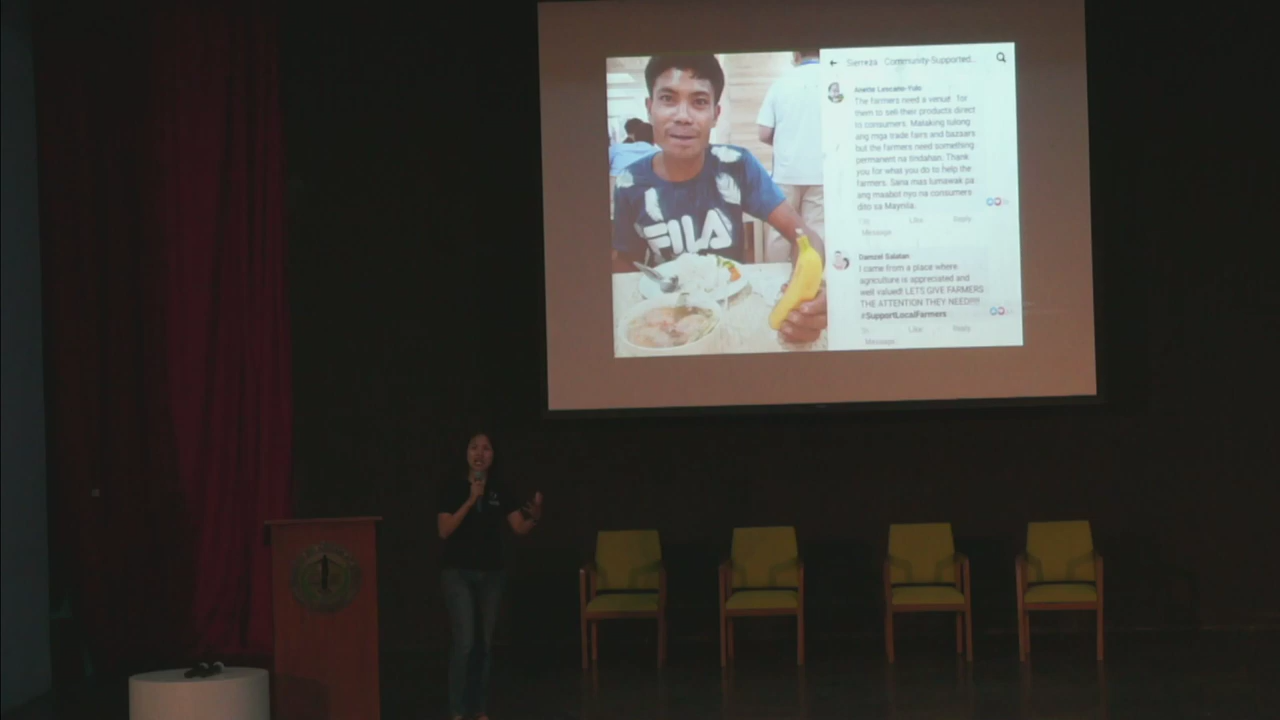 FILA
Sierreza Community-Supported...
Anette Lescano-Yulo
The farmers need a venue for
them to sell their products direct
to consumers. Malaking tulong
ang mga trade fairs and bazaars
but the farmers need something
permanent na tindahan. Thank
you for what you do to help the
farmers. Sana mas lumawak pa
ang maabot nyo na consumers
dito sa Maynila.
Like Reply
Message
Damzel Salatan
I came from a place where
agriculture is appreciated and
well valued! LETS GIVE FARMERS
THE ATTENTION THEY NEED!!!!!
#SupportLocalFarmers
Like Reply
Message